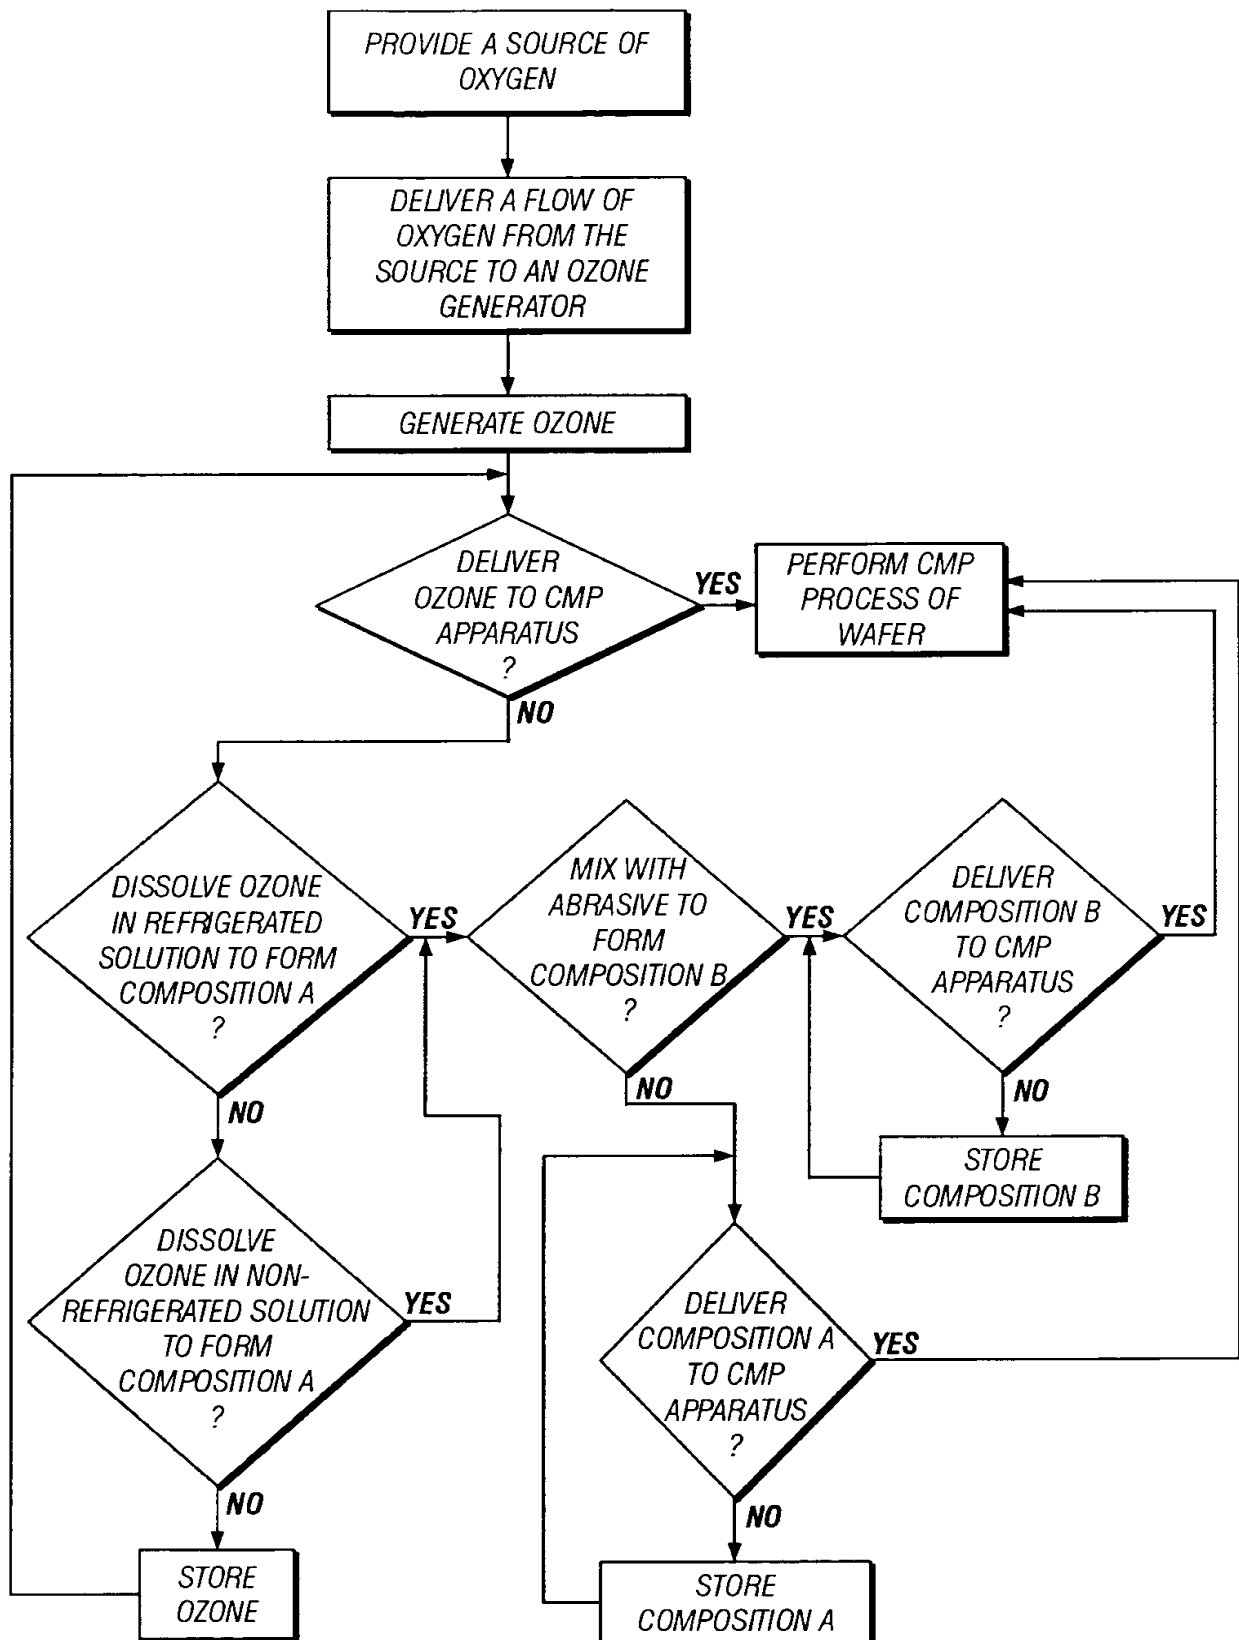 PROVIDE A SOURCE OF
OXYGEN
DELIVER A FLOW OF
OXYGEN FROM THE
SOURCE TO AN OZONE
GENERATOR
GENERATE OZONE
DELIVER
OZONE TO CMP
APPARATUS
?
YES
NO
PERFORM CMP
PROCESS OF
WAFER
DISSOLVE OZONE
IN REFRIGERATED
SOLUTION TO FORM
COMPOSITION A
?
YES
NO
MIX WITH
ABRASIVE TO
FORM
COMPOSITION B
?
YES
NO
DELIVER
COMPOSITION B
TO CMP
APPARATUS
?
YES
NO
STORE
COMPOSITION B
DISSOLVE
OZONE IN NON-
REFRIGERATED SOLUTION
TO FORM
COMPOSITION A
?
YES
NO
DELIVER
COMPOSITION A
TO CMP
APPARATUS
?
YES
NO
STORE
OZONE
STORE
COMPOSITION A